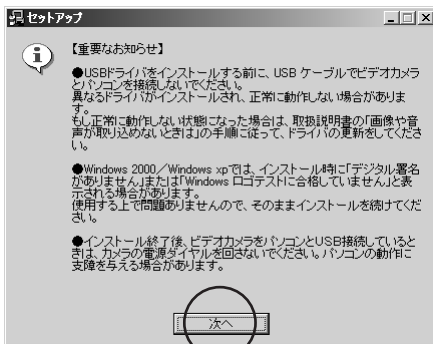 セットアップ
【重要なお知らせ】
●USBドライバをインストールする前に、USB ケーブルでビデオカメラ
とパソコンを接続しないでください。
異なるドライバがインストールされ、正常に動作しない場合がありま
す。
もし正常に動作しない状態になった場合は、取扱説明書の「画像や音
声が取り込めないときは」の手順に従って、ドライバの更新をしてくださ
い。
●Windows 2000／Windows xpでは、インストール時に「デジタル署名
がありません」または「Windows ロゴテストに合格していません」と表
示される場合があります。
使用する上で問題ありませんので、そのままインストールを続けてくだ
さい。
●インストール終了後、ビデオカメラをパソコンとUSB接続していると
きは、カメラの電源ダイヤルを回さないでください。パソコンの動作に
支障を与える場合があります。
次へ